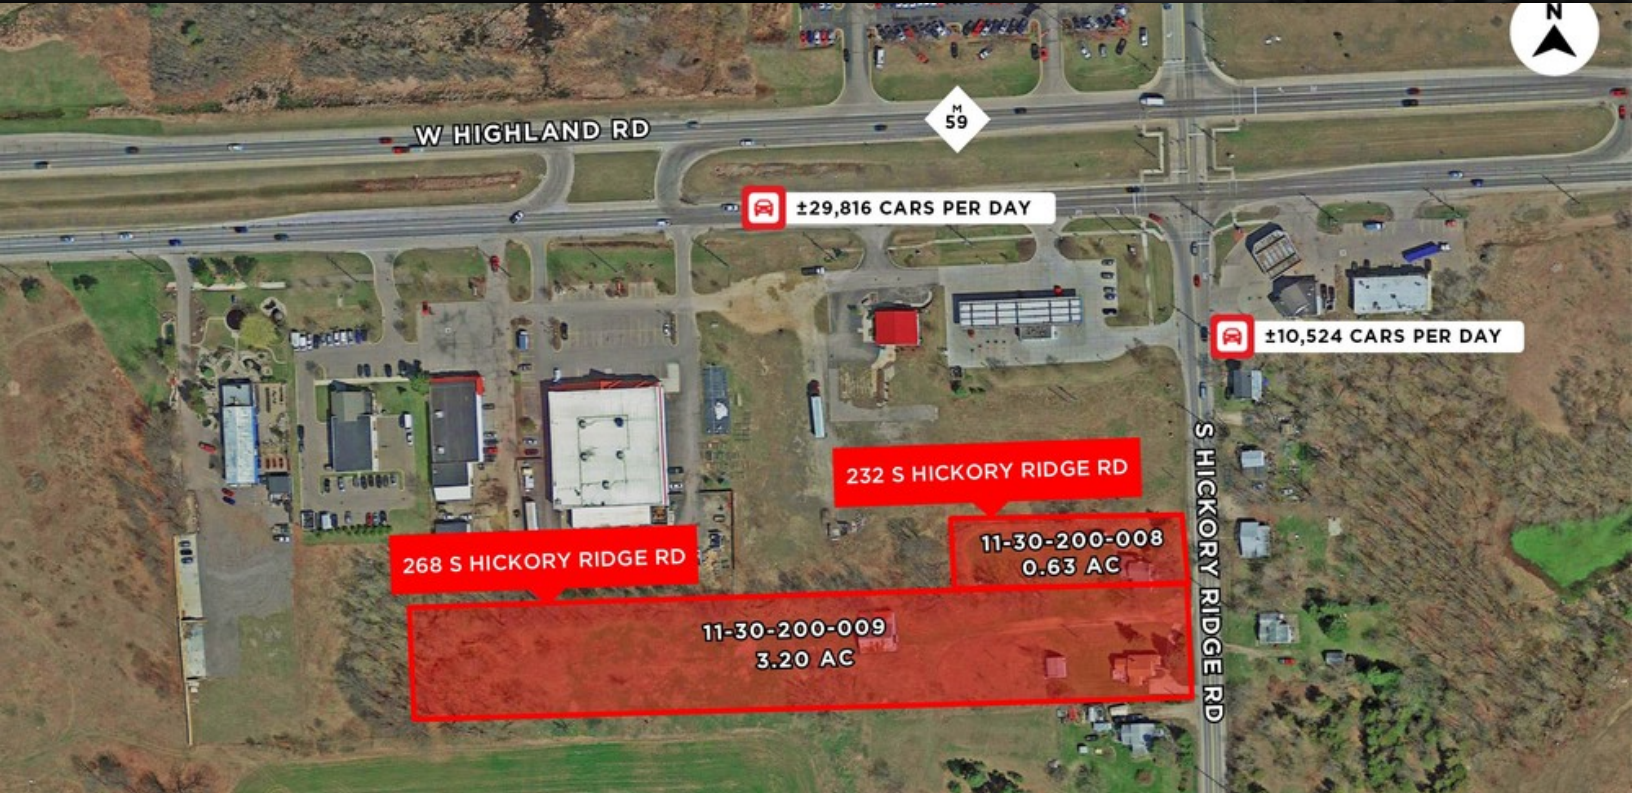 N
W HIGHLAND RD
M
59
±29,816 CARS PER DAY
±10,524 CARS PER DAY
S HICKORY RIDGE RD
232 S HICKORY RIDGE RD
11-30-200-008
0.63 AC
268 S HICKORY RIDGE RD
11-30-200-009
3.20 AC